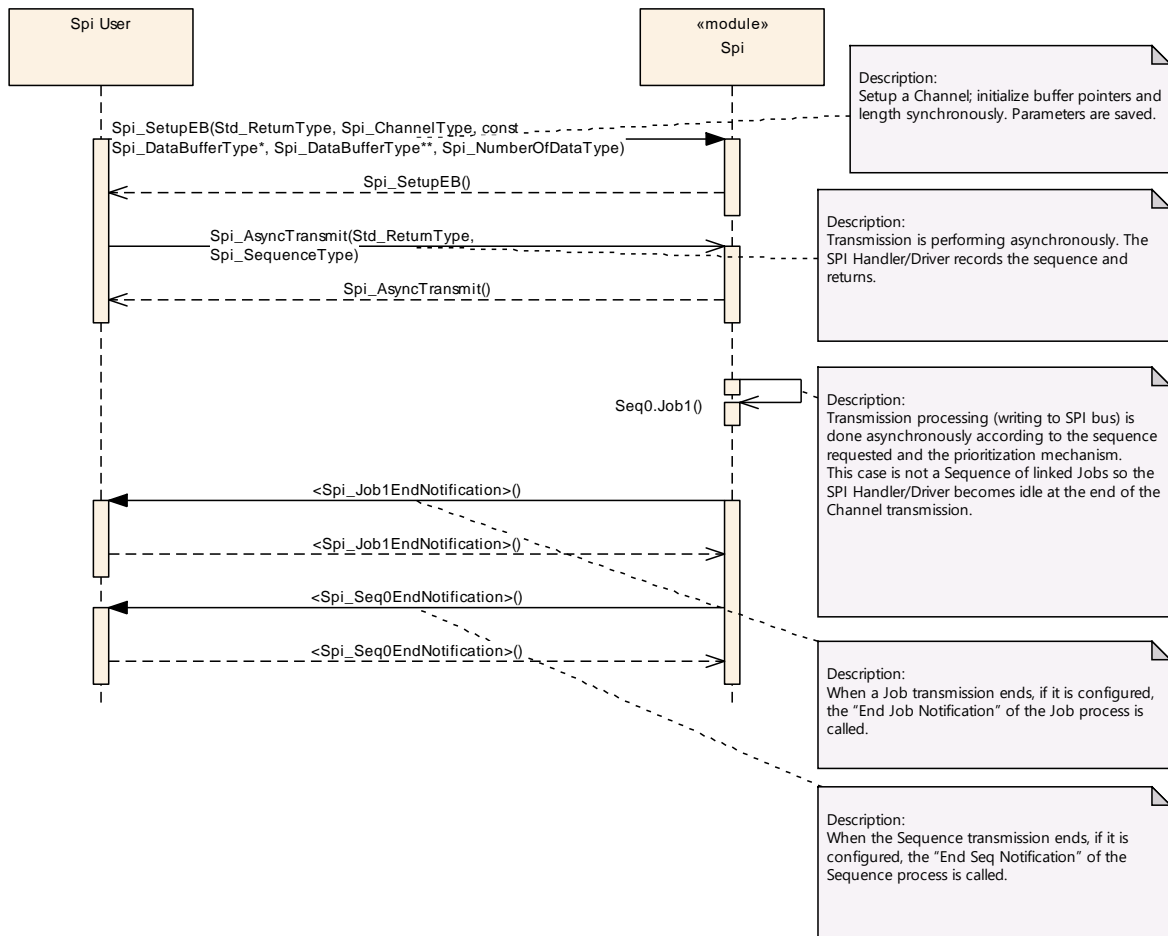 Spi User
«module»
Spi
Description:
Setup a Channel; initialize buffer pointers and
length synchronously. Parameters are saved.
Spi_SetupEB(Std_ReturnType, Spi_ChannelType, const
Spi_DataBufferType*, Spi_DataBufferType**, Spi_NumberOfDataType)
Spi_SetupEB()
Description:
Transmission is performing asynchronously. The
SPI Handler/Driver records the sequence and
returns.
Spi_AsyncTransmit(Std_ReturnType,
Spi_SequenceType)
Spi_AsyncTransmit()
Seq0.Job1()
Description:
Transmission processing (writing to SPI bus) is
done asynchronously according to the sequence
requested and the prioritization mechanism.
This case is not a Sequence of linked Jobs so the
SPI Handler/Driver becomes idle at the end of the
Channel transmission.
<Spi_Job1EndNotification>()
<Spi_Job1EndNotification>()
<Spi_Seq0EndNotification>()
<Spi_Seq0EndNotification>()
Description:
When a Job transmission ends, if it is configured,
the “End Job Notification” of the Job process is
called.
Description:
When the Sequence transmission ends, if it is
configured, the “End Seq Notification” of the
Sequence process is called.